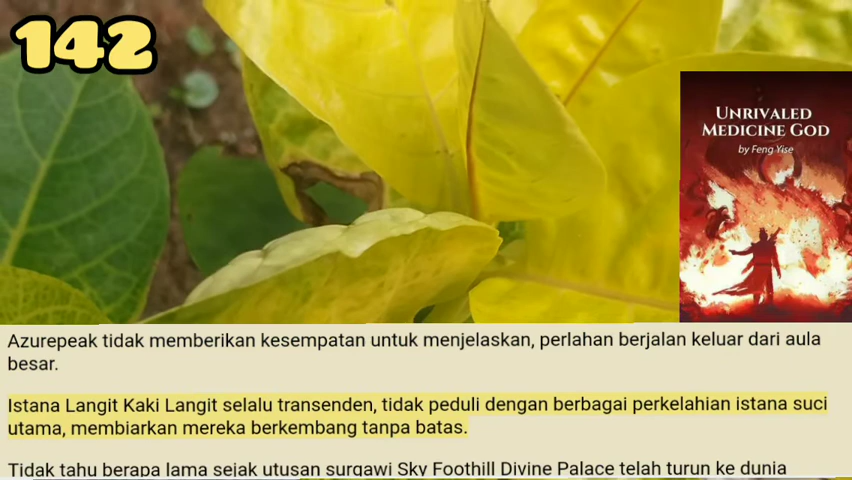 142
UNRIVALED
MEDICINE GOD
by Feng Yise
Azurepeak tidak memberikan kesempatan untuk menjelaskan, perlahan berjalan keluar dari aula
besar.
Istana Langit Kaki Langit selalu transenden, tidak peduli dengan berbagai perkelahian istana suci
utama, membiarkan mereka berkembang tanpa batas.
Tidak tahu berapa lama sejak utusan surgawi Sky Foothill Divine Palace telah turun ke dunia